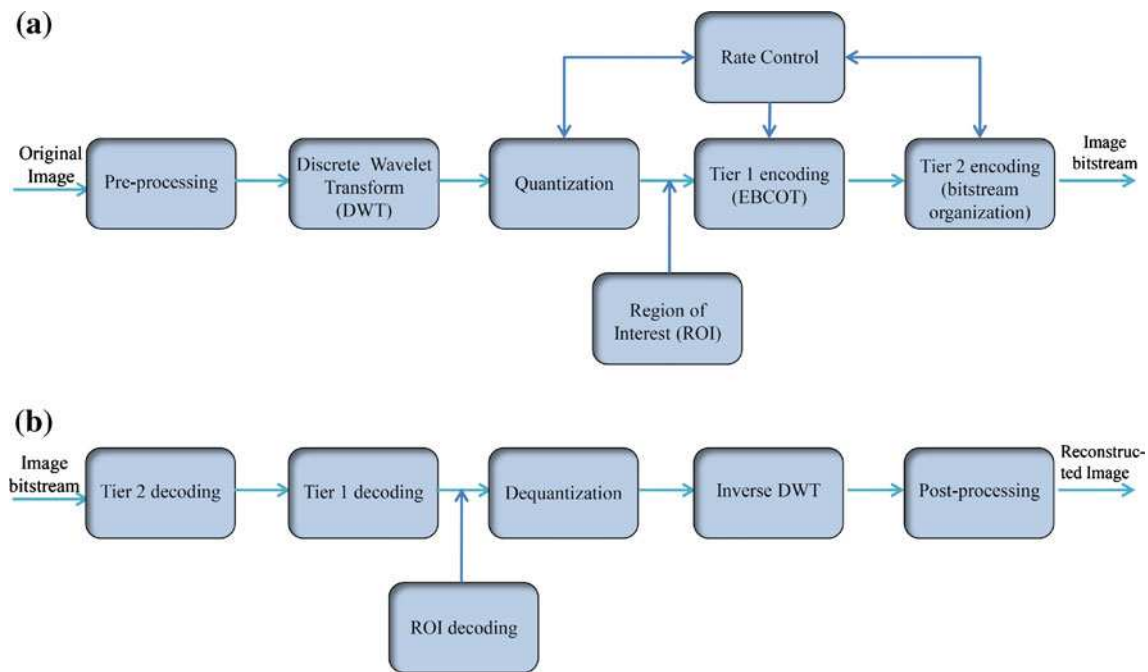 (a)
Rate Control
Original
Image
Pre-processing
Discrete Wavelet
Transform
(DWT)
Quantization
Tier 1 encoding
(EBCOT)
Tier 2 encoding
(bitstream
organization)
Image
bitstream
Region of
Interest (ROI)
(b)
Image
bitstream
Tier 2 decoding
Tier 1 decoding
Dequantization
Inverse DWT
Post-processing
Reconstruc-
ted Image
ROI decoding